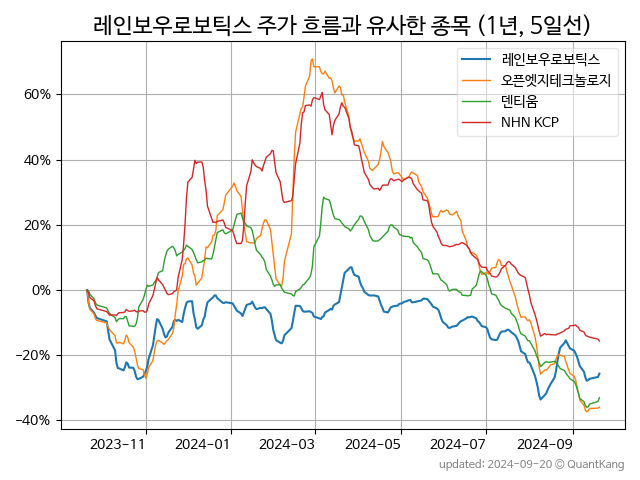 레인보우로보틱스 주가 흐름과 유사한 종목 (1년, 5일선)
레인보우로보틱스
오픈엣지테크놀로지
덴티움
NHN KCP
60%
40%
20%
0%
−20%
−40%
2023-11
2024-01
2024-03
2024-05
2024-07
2024-09
updated: 2024-09-20 @ QuantKang